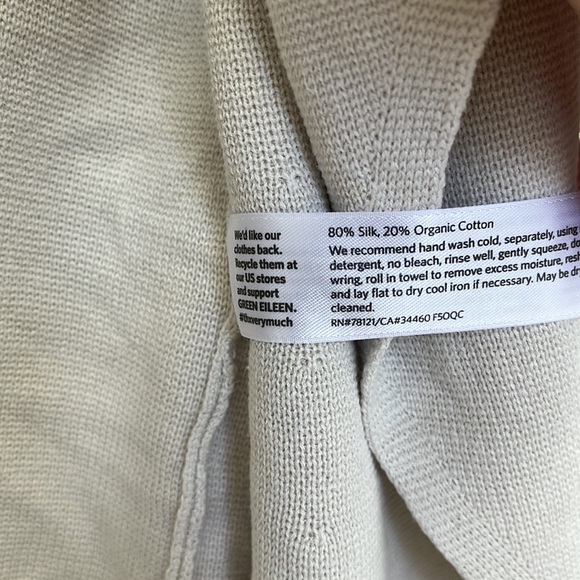 We'd like our
clothes back.
Recycle them at
our US stores
and support
GREEN EILEEN.
#thxverymuch
80% Silk, 20% Organic Cotton
We recommend hand wash cold, separately, using
detergent, no bleach, rinse well, gently squeeze, do
wring, roll in towel to remove excess moisture, resh
and lay flat to dry cool iron if necessary. May be dr
cleaned.
RN#78121/CA#34460 F5OQC